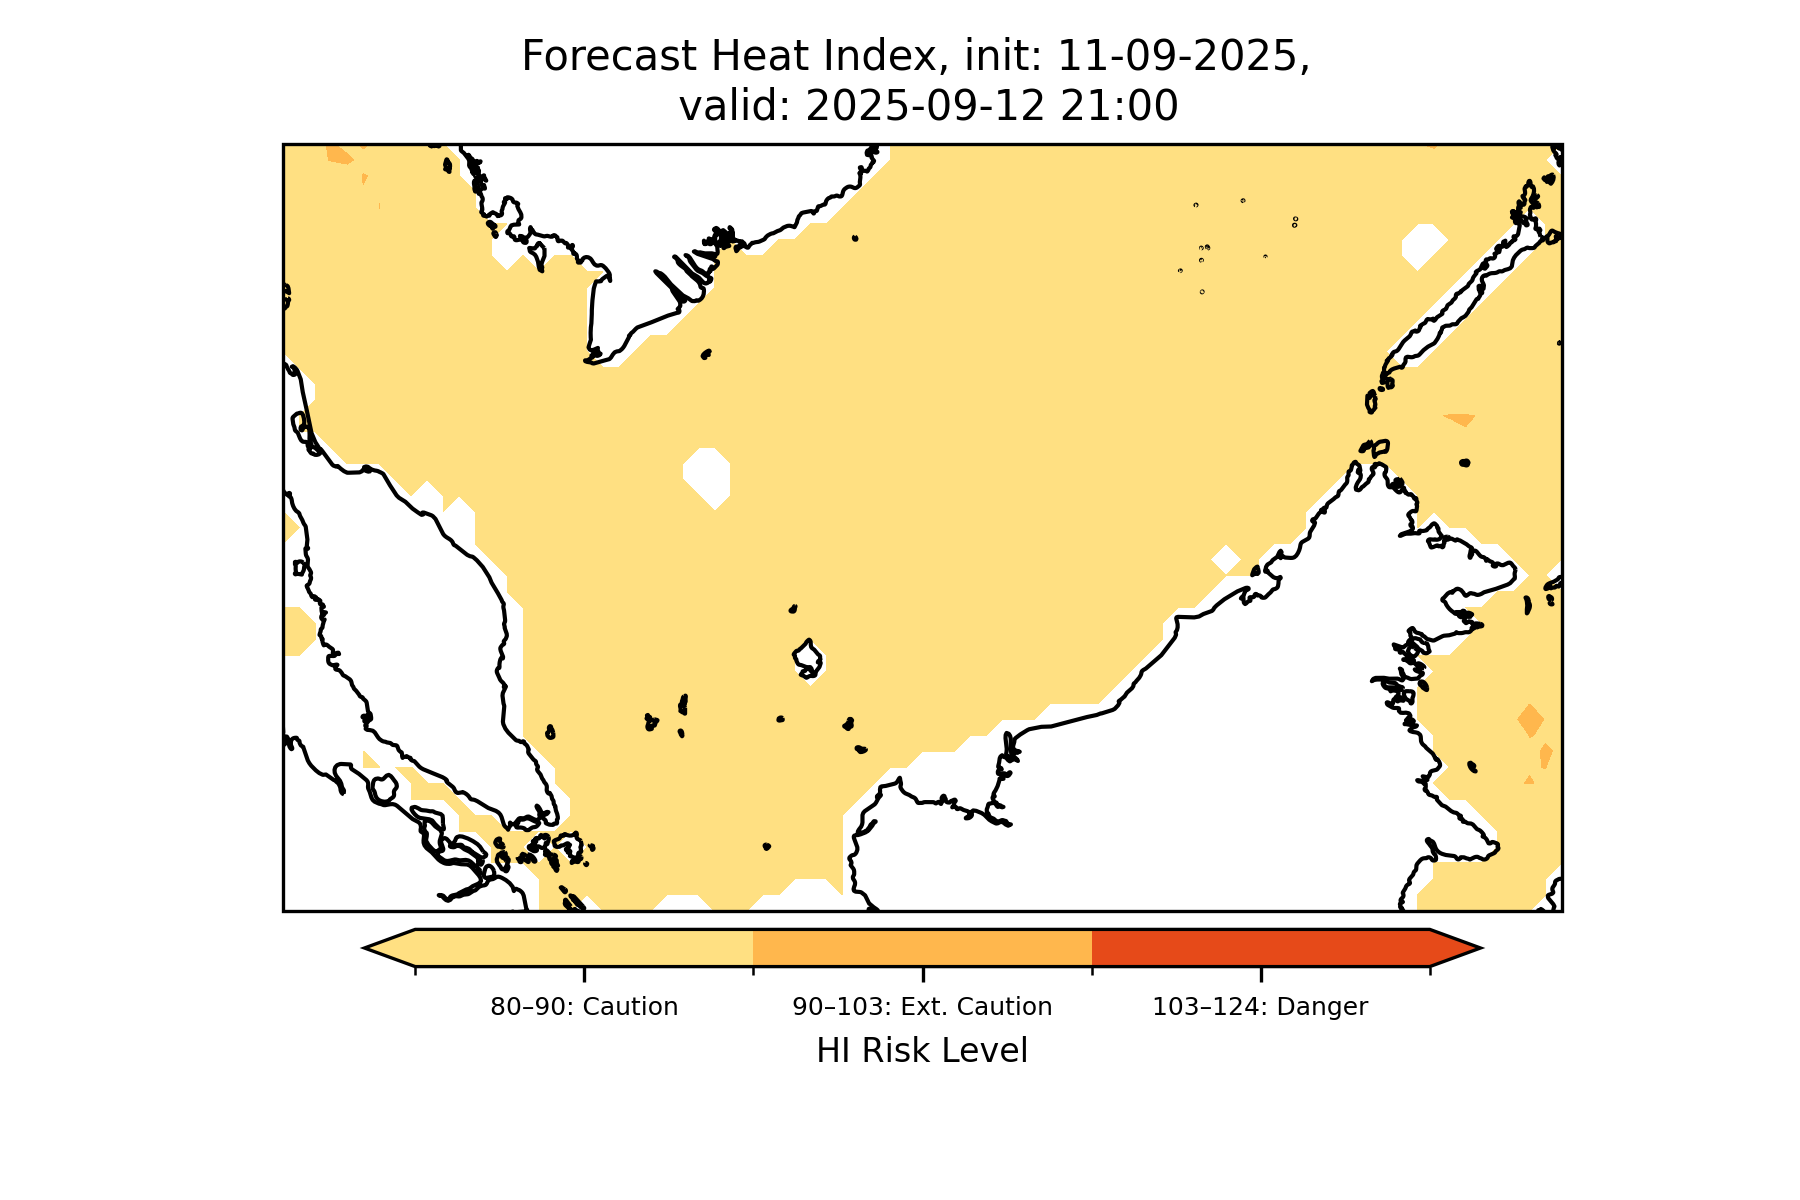 Forecast Heat Index, init: 11-09-2025,
valid: 2025-09-12 21:00
80–90: Caution
90–103: Ext. Caution
103–124: Danger
HI Risk Level